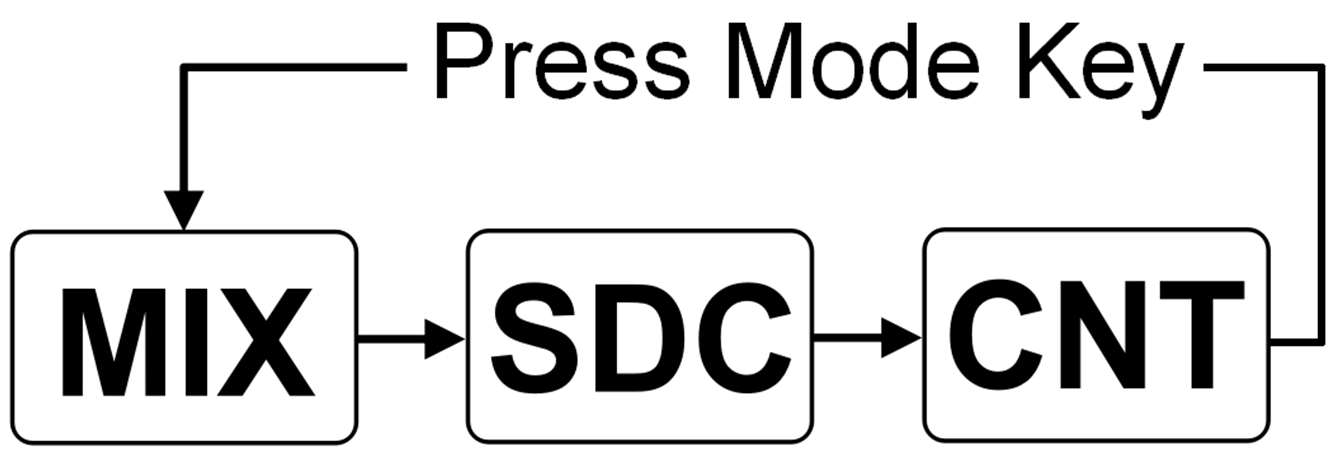 Press Mode Key
MIX
SDC
CNT